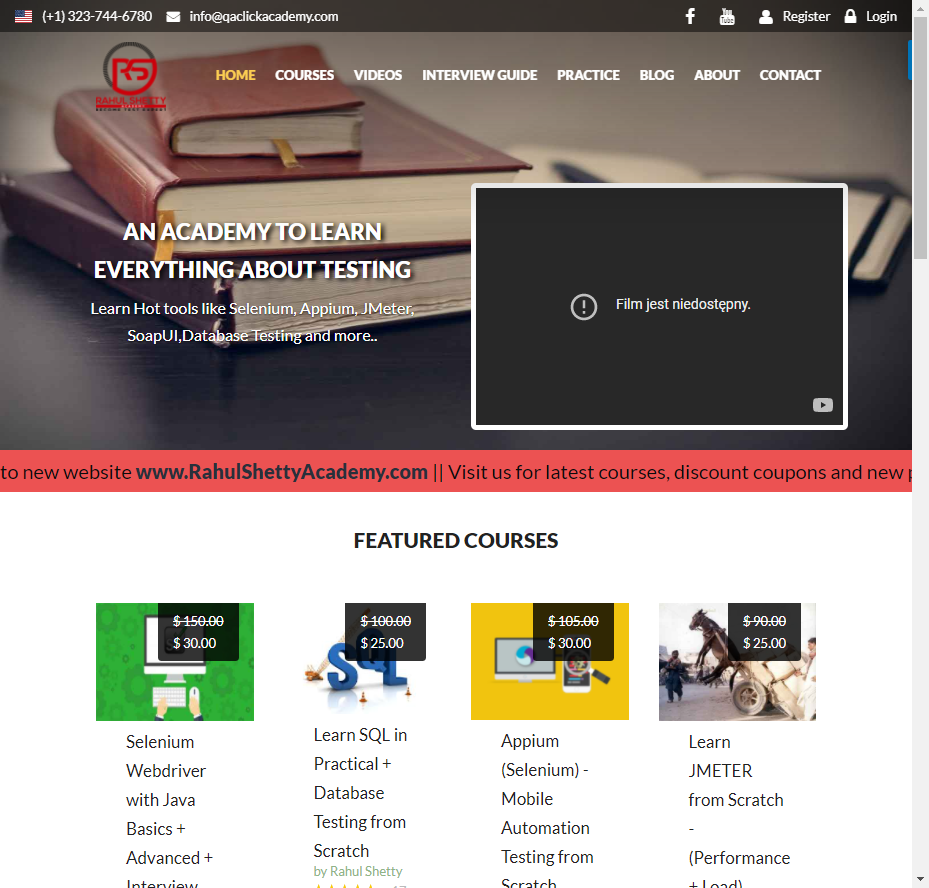 (+1) 323-744-6780 info@qaclickacademy.com Register Login
RAHUL SHETTY
HOME COURSES VIDEOS INTERVIEW GUIDE PRACTICE BLOG ABOUT CONTACT
AN ACADEMY TO LEARN
EVERYTHING ABOUT TESTING
Learn Hot tools like Selenium, Appium, JMeter,
SoapUI,Database Testing and more..
Film jest niedostępny.
to new website www.RahulShettyAcademy.com || Visit us for latest courses, discount coupons and new
FEATURED COURSES
$ 150.00
$ 30.00
Selenium
Webdriver
with Java
Basics +
Advanced +
Interview
$ 100.00
$ 25.00
SQL
Learn SQL in
Practical +
Database
Testing from
Scratch
by Rahul Shetty
$ 105.00
$ 30.00
Appium
(Selenium) -
Mobile
Automation
Testing from
Scratch
$ 90.00
$ 25.00
Learn
JMETER
from Scratch
-
(Performance
+ Load)